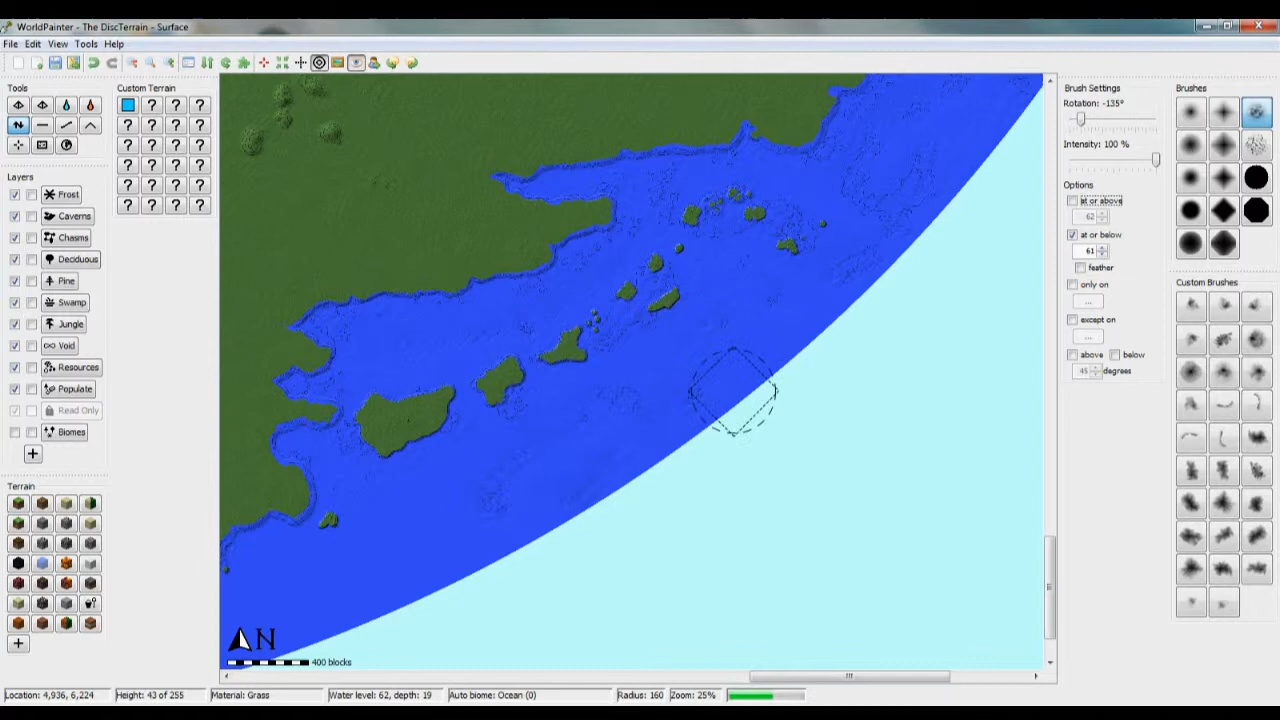 WorldPainter - The DiscTerrain - Surface
File Edit View Tools Help
Tools
Custom Terrain
? ? ?
? ? ? ?
? ? ? ?
? ? ? ?
? ? ? ?
? ? ? ?
Layers
Frost
Caverns
Chasms
Deciduous
Pine
Swamp
Jungle
Void
Resources
Populate
Read Only
Biomes
+
Terrain
+
N
400 blocks
Brush Settings
Rotation: -135°
Intensity: 100 %
Options
at or above
62
at or below
61
feather
only on
...
except on
...
above below
45 degrees
Brushes
Custom Brushes
Location: 4,936, 6,224 Height: 43 of 255 Material: Grass Water level: 62, depth: 19 Auto biome: Ocean (0) Radius: 160 Zoom: 25%